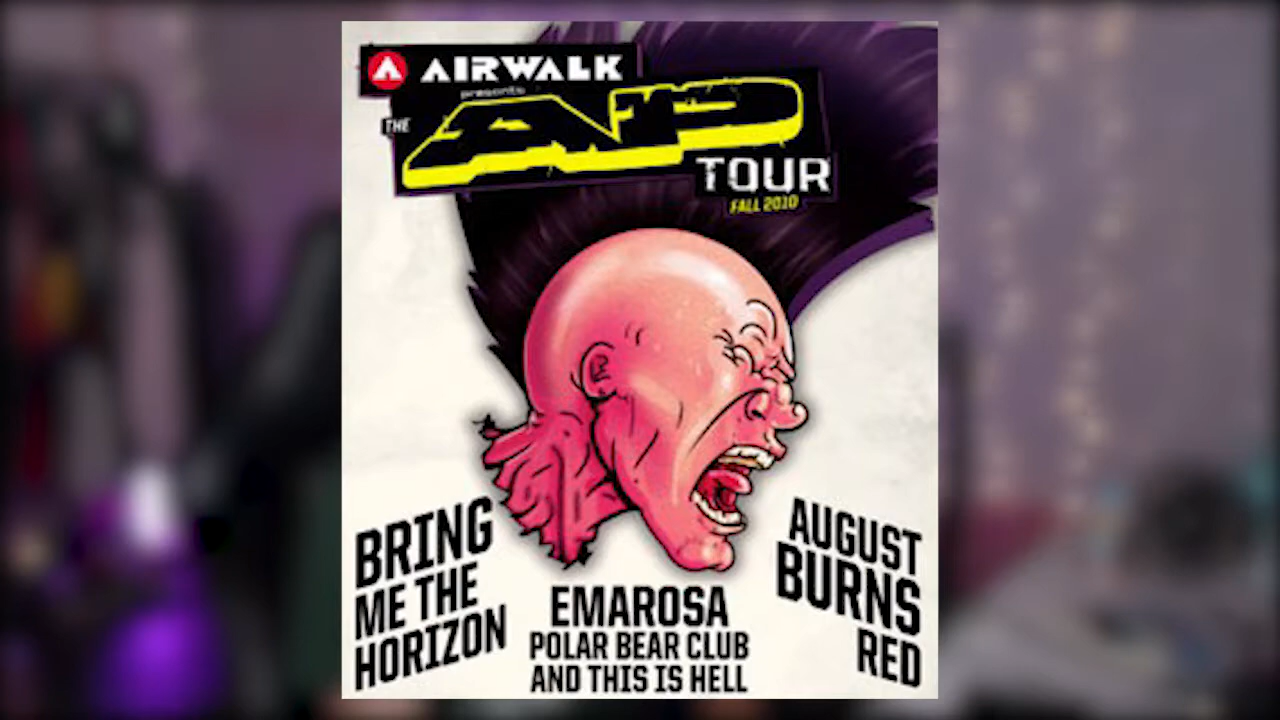 AIRWALK
presents
THE AP
TOUR
FALL 2010
BRING
ME THE
HORIZON
EMAROSA
POLAR BEAR CLUB
AND THIS IS HELL
AUGUST
BURNS
RED